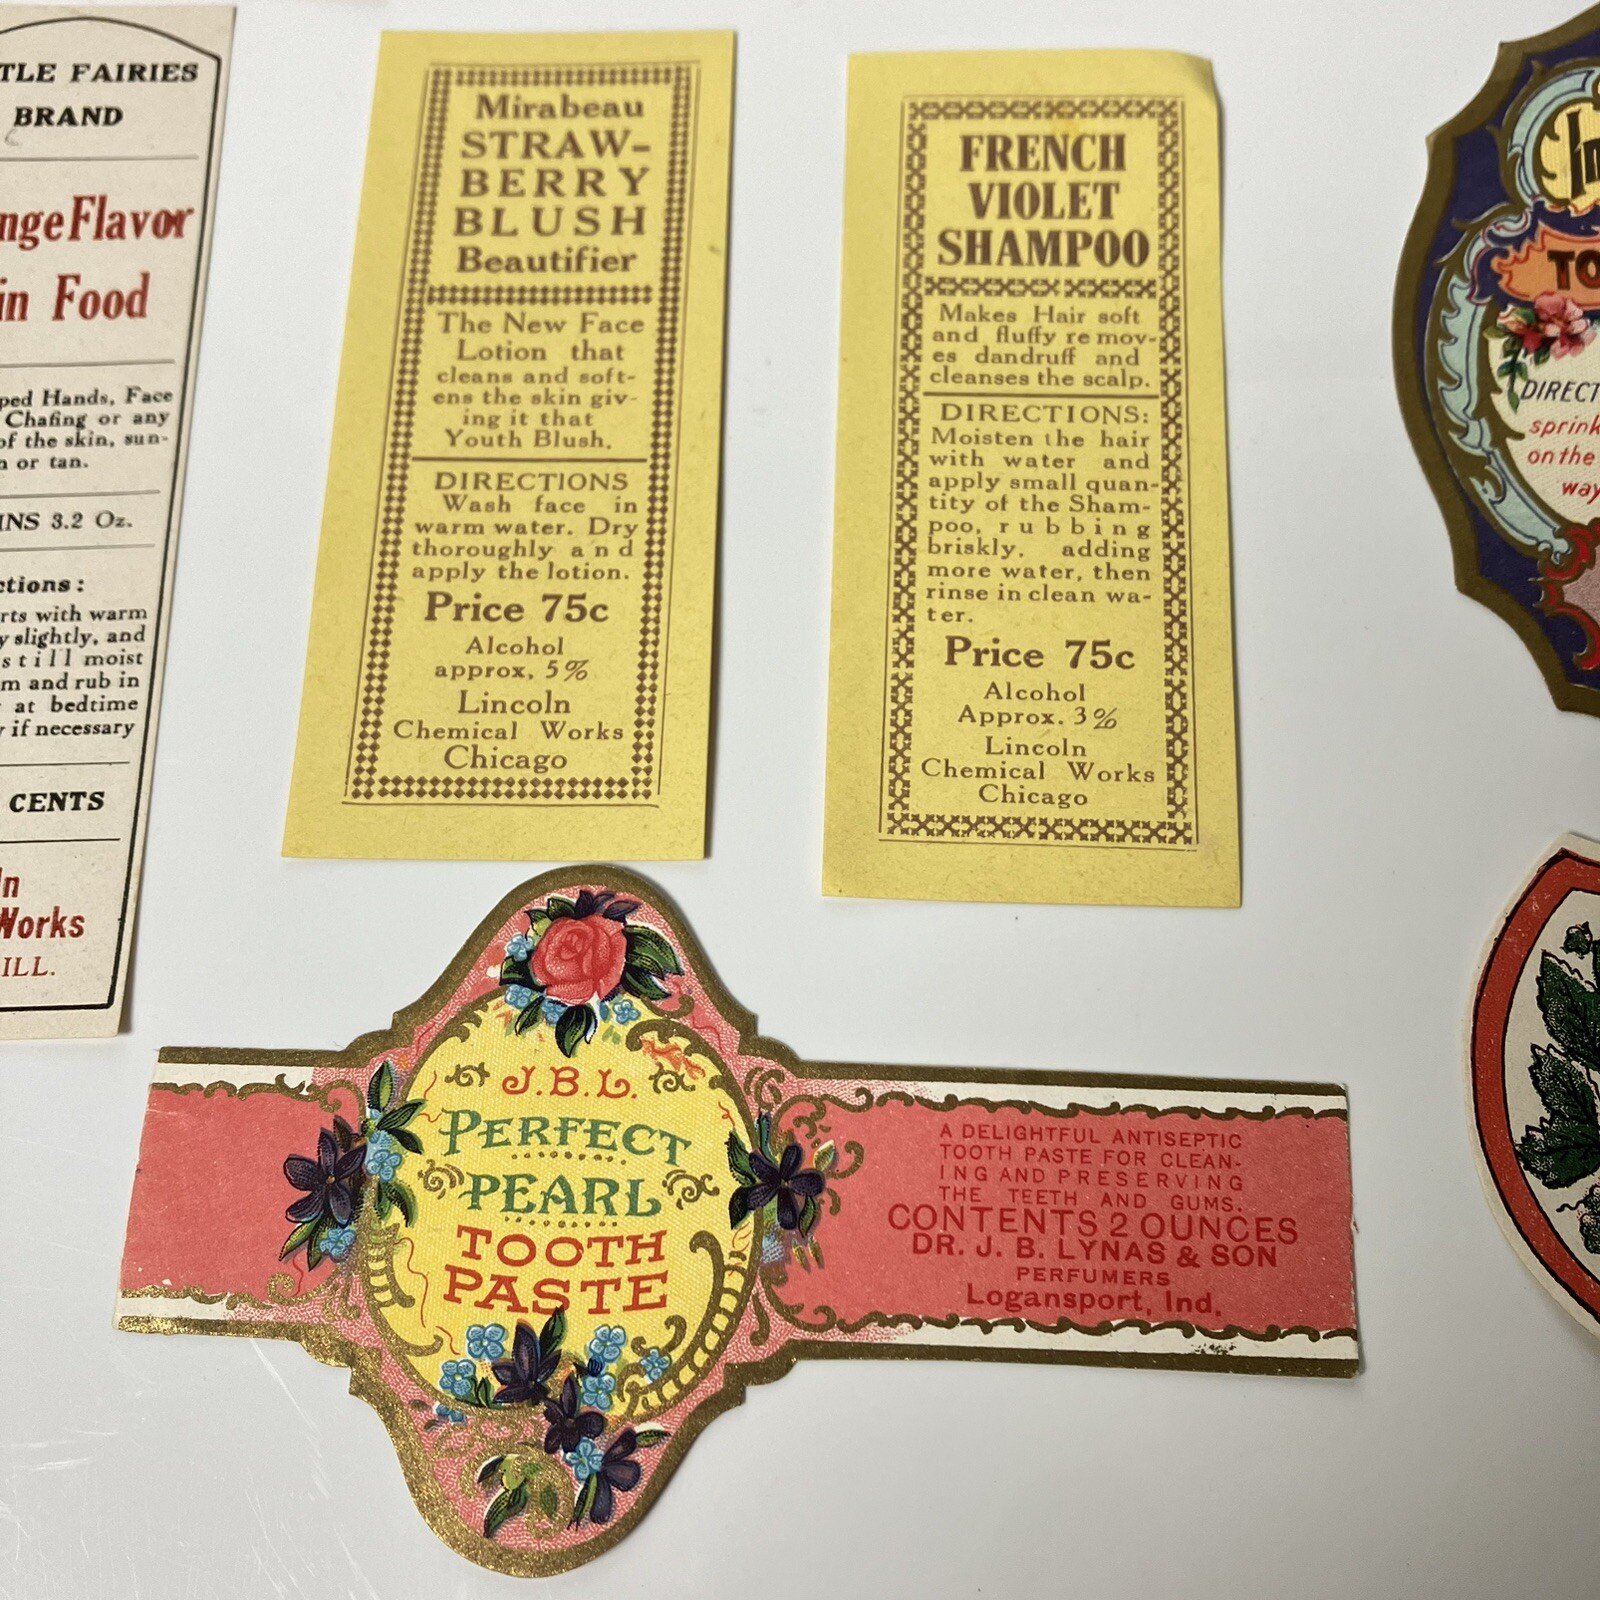 TLE FAIRIES
BRAND
nge Flavor
in Food
ped Hands, Face
Chafing or any
of the skin, sun-
n or tan.
INS 3.2 Oz.
ctions:
rts with warm
y slightly, and
still moist
m and rub in
at bedtime
y if necessary
CENTS
ln
Works
ILL.
Mirabeau
STRAW-
BERRY
BLUSH
Beautifier
The New Face
Lotion that
cleans and soft-
ens the skin giv-
ing it that
Youth Blush.
DIRECTIONS
Wash face in
warm water. Dry
thoroughly and
apply the lotion.
Price 75c
Alcohol
approx, 5%
Lincoln
Chemical Works
Chicago
FRENCH
VIOLET
SHAMPOO
Makes Hair soft
and fluffy remov-
es dandruff and
cleanses the scalp.
DIRECTIONS:
Moisten the hair
with water and
apply small quan-
tity of the Sham-
poo, rubbing
briskly, adding
more water, then
rinse in clean wa-
ter.
Price 75c
Alcohol
Approx. 3%
Lincoln
Chemical Works
Chicago
TO
DIRECT
sprink
on the
way
J.B.L.
PERFECT
PEARL
TOOTH
PASTE
A DELIGHTFUL ANTISEPTIC
TOOTH PASTE FOR CLEAN-
ING AND PRESERVING
THE TEETH AND GUMS.
CONTENTS 2 OUNCES
DR. J. B. LYNAS & SON
PERFUMERS
Logansport, Ind.